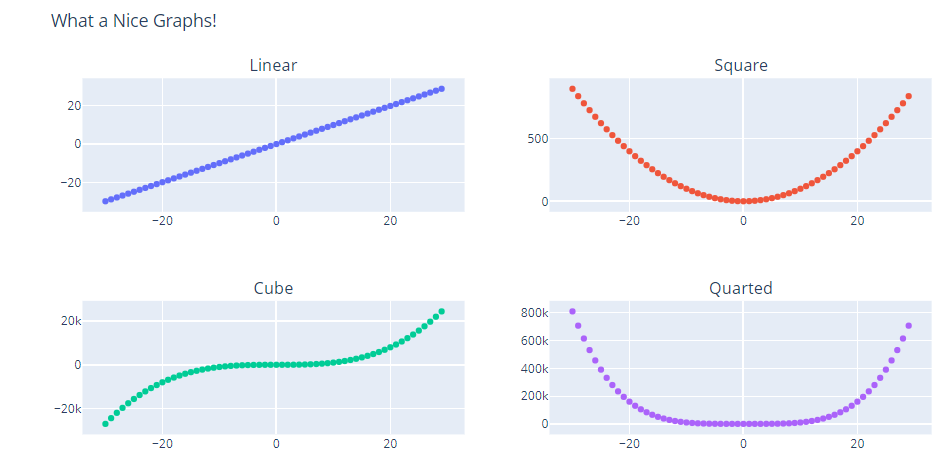 What a Nice Graphs!
Linear
20
0
−20
−20 0 20
Square
500
0
−20 0 20
Cube
20k
0
−20k
−20 0 20
Quarted
800k
600k
400k
200k
0
−20 0 20